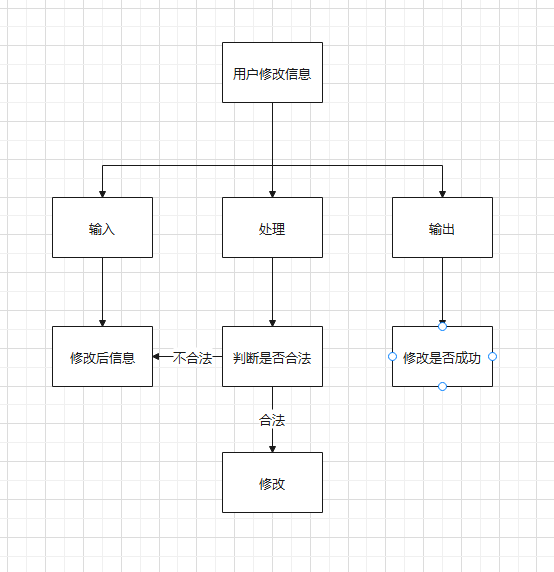 用户修改信息
输入
处理
输出
修改后信息
不合法
判断是否合法
修改是否成功
合法
修改